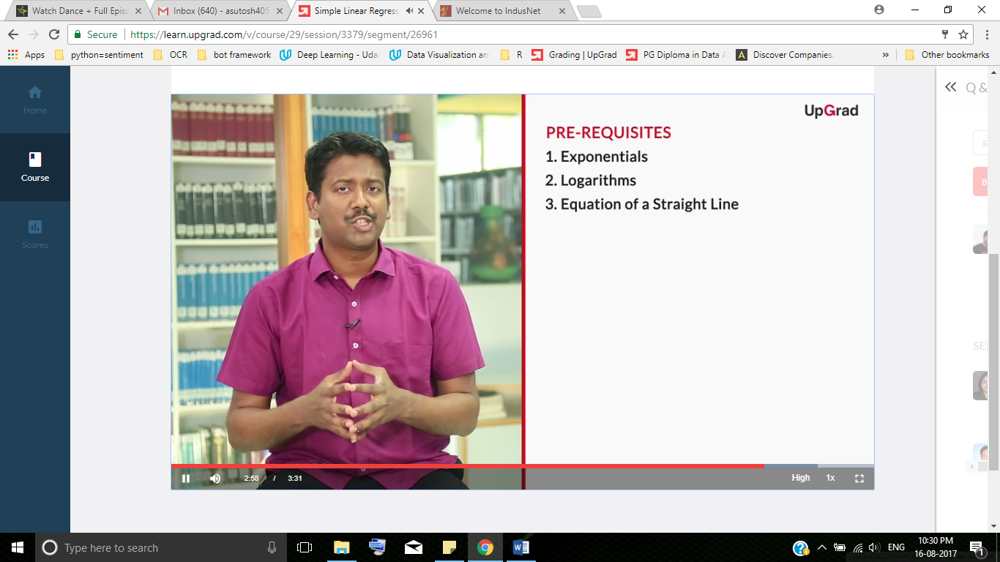 Watch Dance + Full Epis
Inbox (640) - asutosh405
Simple Linear Regress
Welcome to IndusNet
Secure
https://learn.upgrad.com/v/course/29/session/3379/segment/26961
Apps
python=sentiment
OCR
bot framework
Deep Learning - Uda
Data Visualization an
R
Grading | UpGrad
PG Diploma in Data A
A
Discover Companies.
»
Other bookmarks
Home
Course
Scores
UpGrad
PRE-REQUISITES
1. Exponentials
2. Logarithms
3. Equation of a Straight Line
Q &
S
B
SES
2:58 / 3:31
High
1x
Type here to search
ENG
10:30 PM
16-08-2017
1